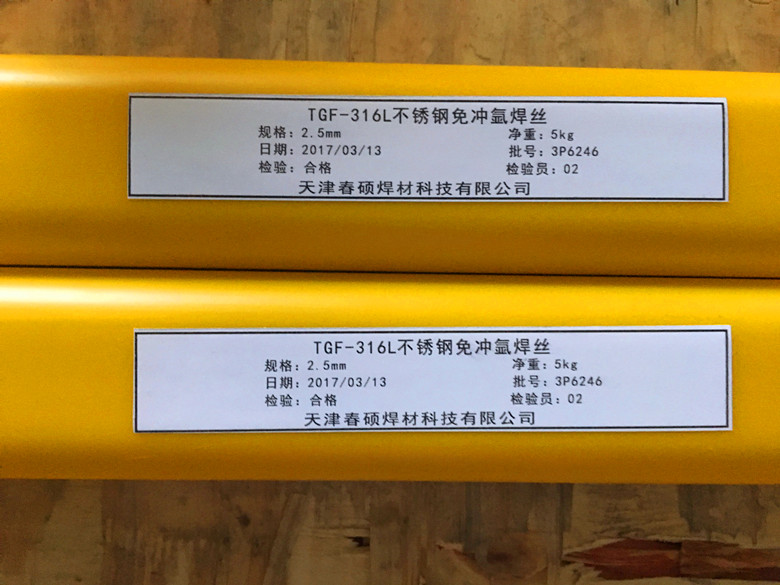 TGF-316L不锈钢免冲氩焊丝
规格：2.5mm 净重：5kg
日期：2017/03/13 批号：3P6246
检验：合格 检验员：02
天津春硕焊材科技有限公司
TGF-316L不锈钢免冲氩焊丝
规格：2.5mm 净重：5kg
日期：2017/03/13 批号：3P6246
检验：合格 检验员：02
天津春硕焊材科技有限公司